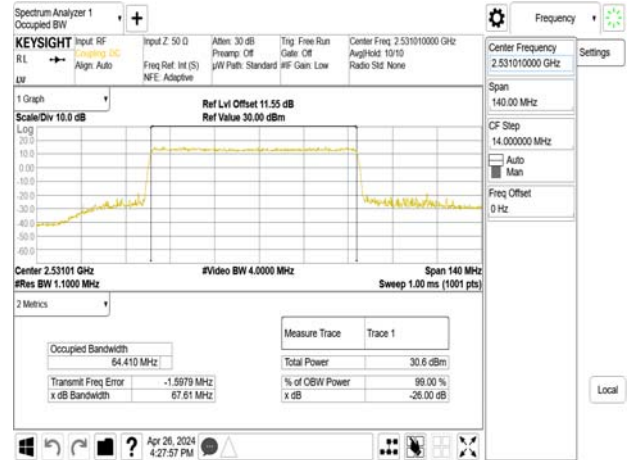 Spectrum Analyzer 1
Occupied BW
Frequency
KEYSIGHT
Input: RF
Coupling: DC
Align: Auto
Input Z: 50 Ω
Freq Ref: Int (S)
NFE: Adaptive
Atten: 30 dB
Preamp: Off
µW Path: Standard
Trig: Free Run
Gate: Off
#IF Gain: Low
Center Freq: 2.531010000 GHz
Avg|Hold: 10/10
Radio Std: None
RL
Center Frequency
2.531010000 GHz
Settings
Span
140.00 MHz
CF Step
14.000000 MHz
Auto
Man
Freq Offset
0 Hz
Local
1 Graph
Scale/Div 10.0 dB
Ref Lvl Offset 11.55 dB
Ref Value 30.00 dBm
Log
20.0
10.0
0.00
-10.0
-20.0
-30.0
-40.0
-50.0
-60.0
Center 2.53101 GHz
#Res BW 1.1000 MHz
#Video BW 4.0000 MHz
Span 140 MHz
Sweep 1.00 ms (1001 pts)
2 Metrics
Measure Trace Trace 1
Occupied Bandwidth
64.410 MHz
Total Power 30.6 dBm
Transmit Freq Error -1.5979 MHz
% of OBW Power 99.00 %
x dB Bandwidth 67.61 MHz
x dB -26.00 dB
Apr 26, 2024
4:27:57 PM